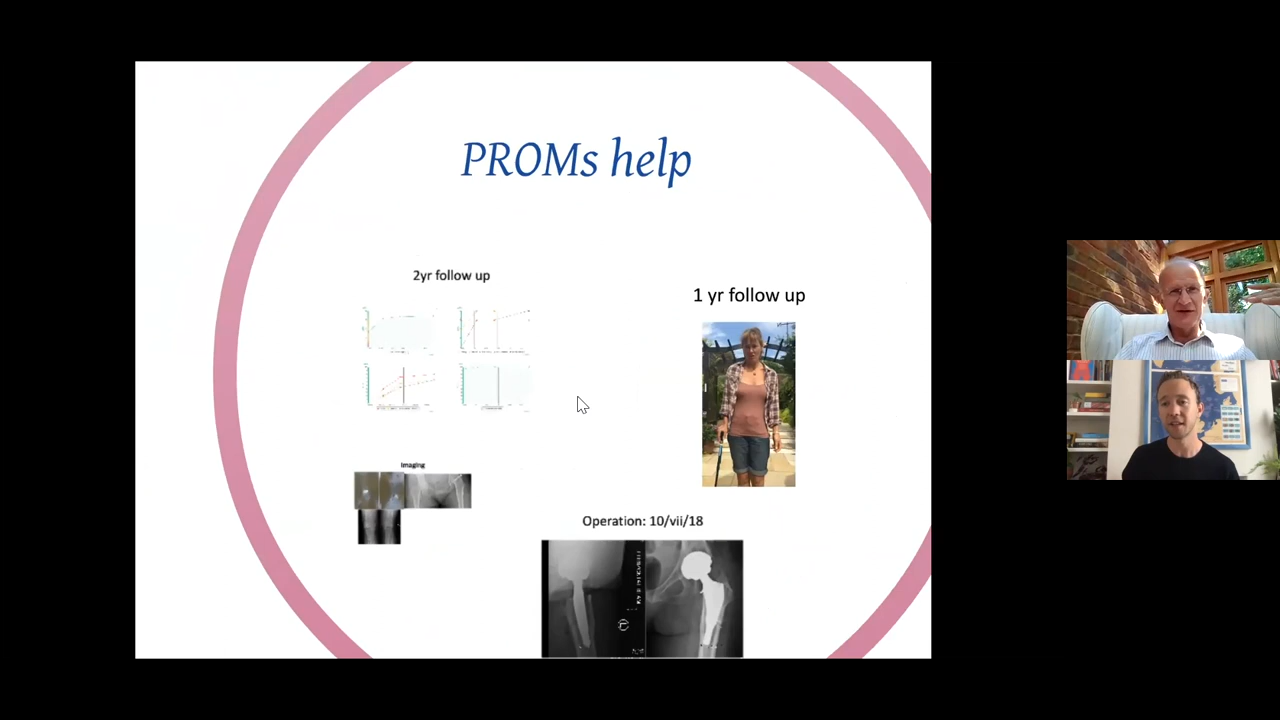 PROMs help
2yr follow up
1 yr follow up
Imaging
Operation: 10/vii/18